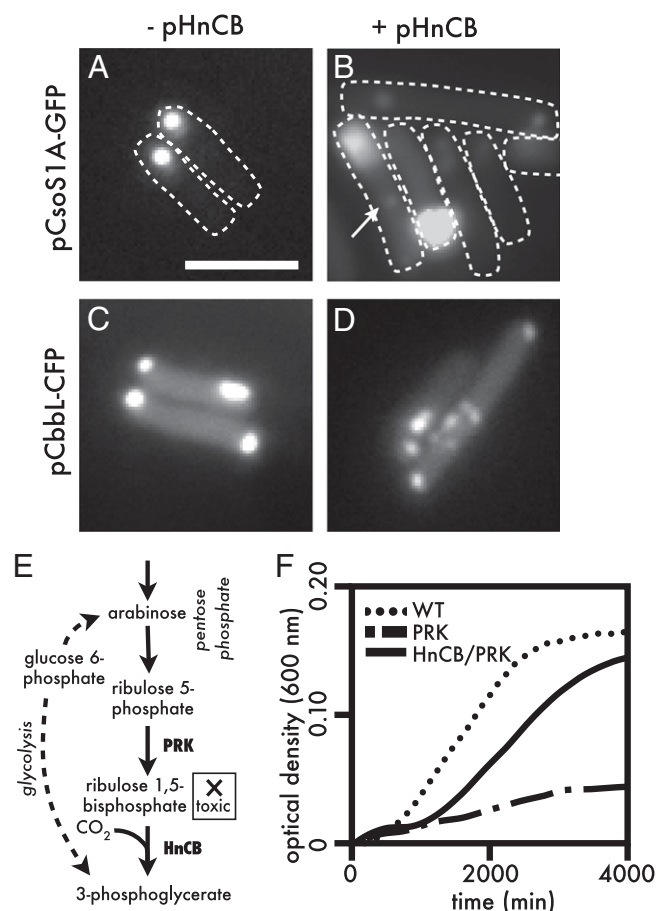 - pHnCB
+ pHnCB
pCsoS1A-GFP
A
B
pCbbL-CFP
C
D
E
arabinose
pentose
phosphate
glucose 6-
phosphate
ribulose 5-
phosphate
glycolysis
PRK
ribulose 1,5-
bisphosphate
×
toxic
CO2
HnCB
3-phosphoglycerate
F
optical density (600 nm)
0.20
0.10
0
WT
PRK
HnCB/PRK
0
2000
4000
time (min)